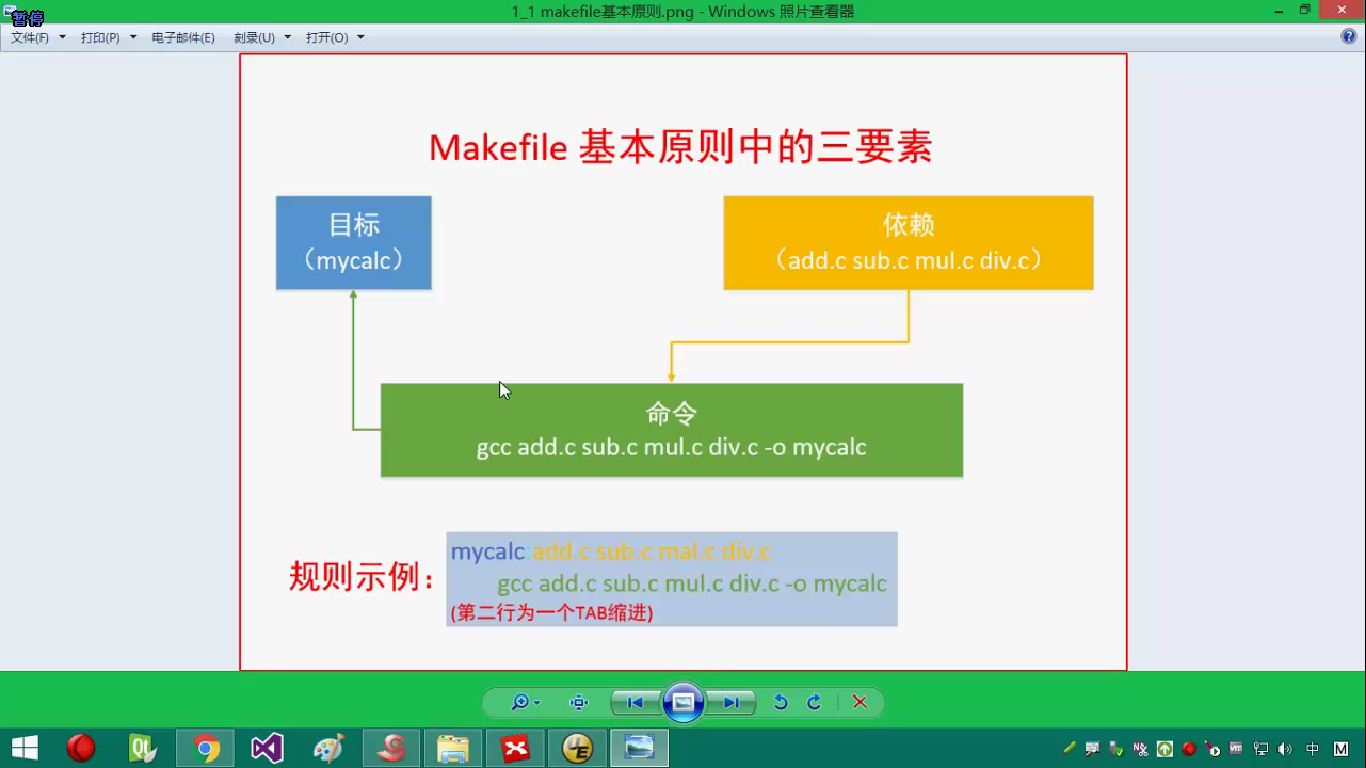 1_1 makefile基本原则.png - Windows 照片查看器
暂停
文件(F) 打印(P) 电子邮件(E) 刻录(U) 打开(O)
Makefile 基本原则中的三要素
目标
（mycalc）
依赖
（add.c sub.c mul.c div.c）
命令
gcc add.c sub.c mul.c div.c -o mycalc
规则示例：
mycalc:add.c sub.c mal.c div.c
gcc add.c sub.c mul.c div.c -o mycalc
(第二行为一个TAB缩进)
中 M